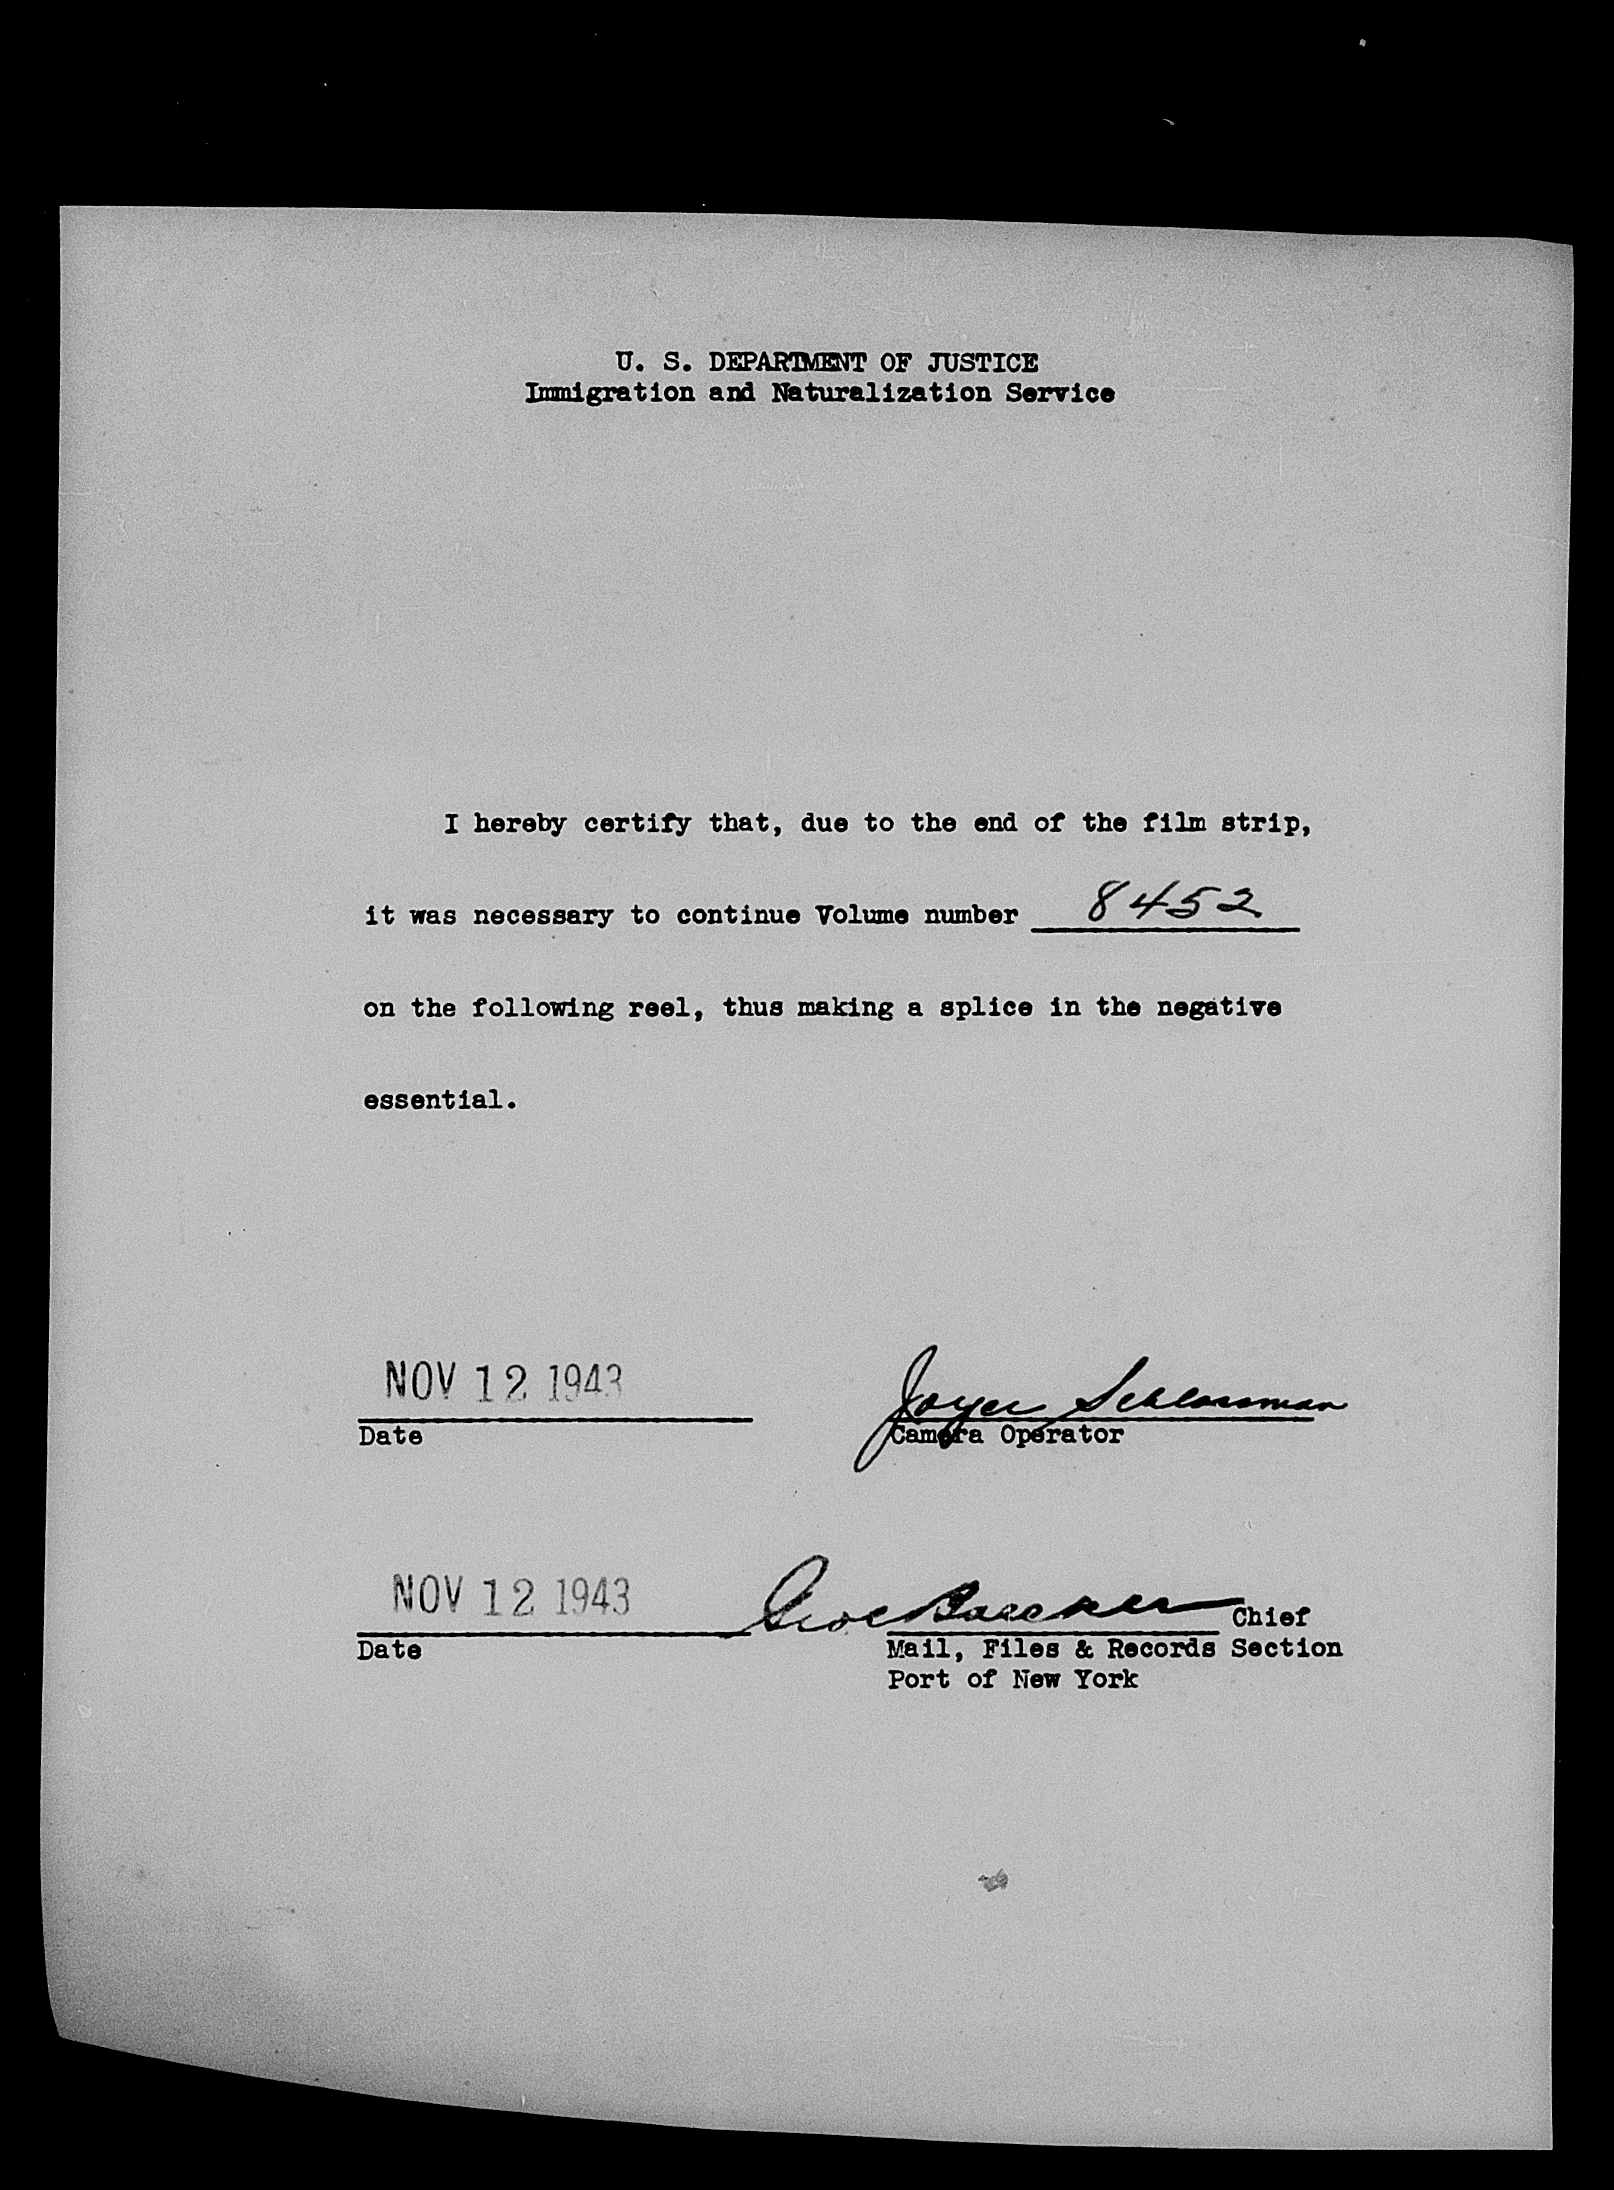 U. S. DEPARTMENT OF JUSTICE
Immigration and Naturalization Service
I hereby certify that, due to the end of the film strip,
it was necessary to continue Volume number 8452
on the following reel, thus making a splice in the negative
essential.
NOV 12 1943 Joyce Schlossman
Date Camera Operator
NOV 12 1943 Chief
Date Mail, Files & Records Section
Port of New York